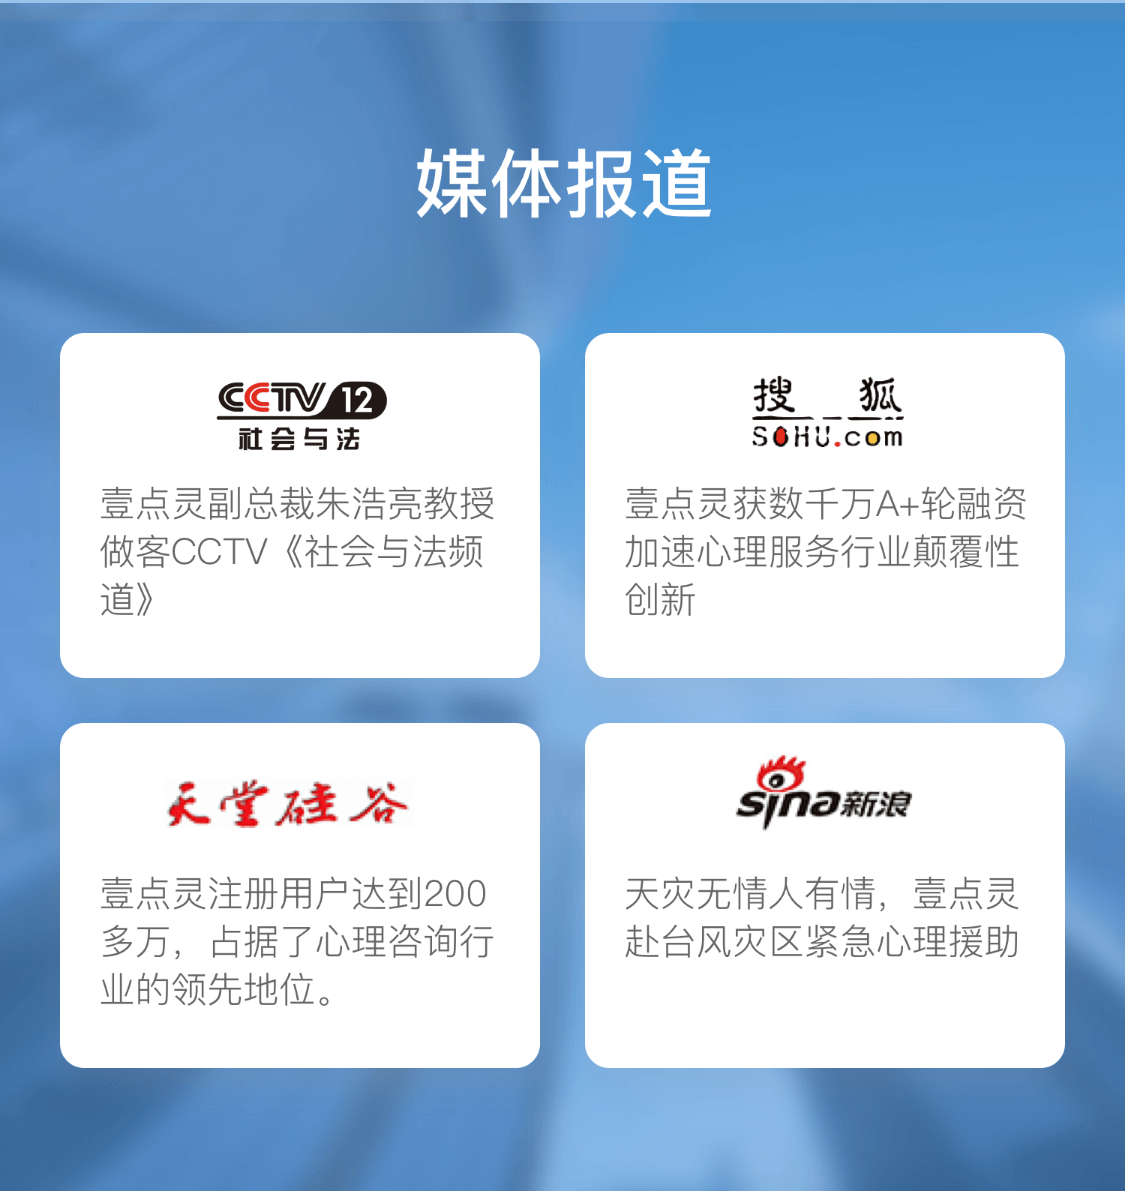 媒体报道
CCTV 12
社会与法
壹点灵副总裁朱浩亮教授
做客CCTV《社会与法频
道》
搜 狐
SOHU.com
壹点灵获数千万A+轮融资
加速心理服务行业颠覆性
创新
天堂硅谷
壹点灵注册用户达到200
多万，占据了心理咨询行
业的领先地位。
sina新浪
天灾无情人有情，壹点灵
赴台风灾区紧急心理援助